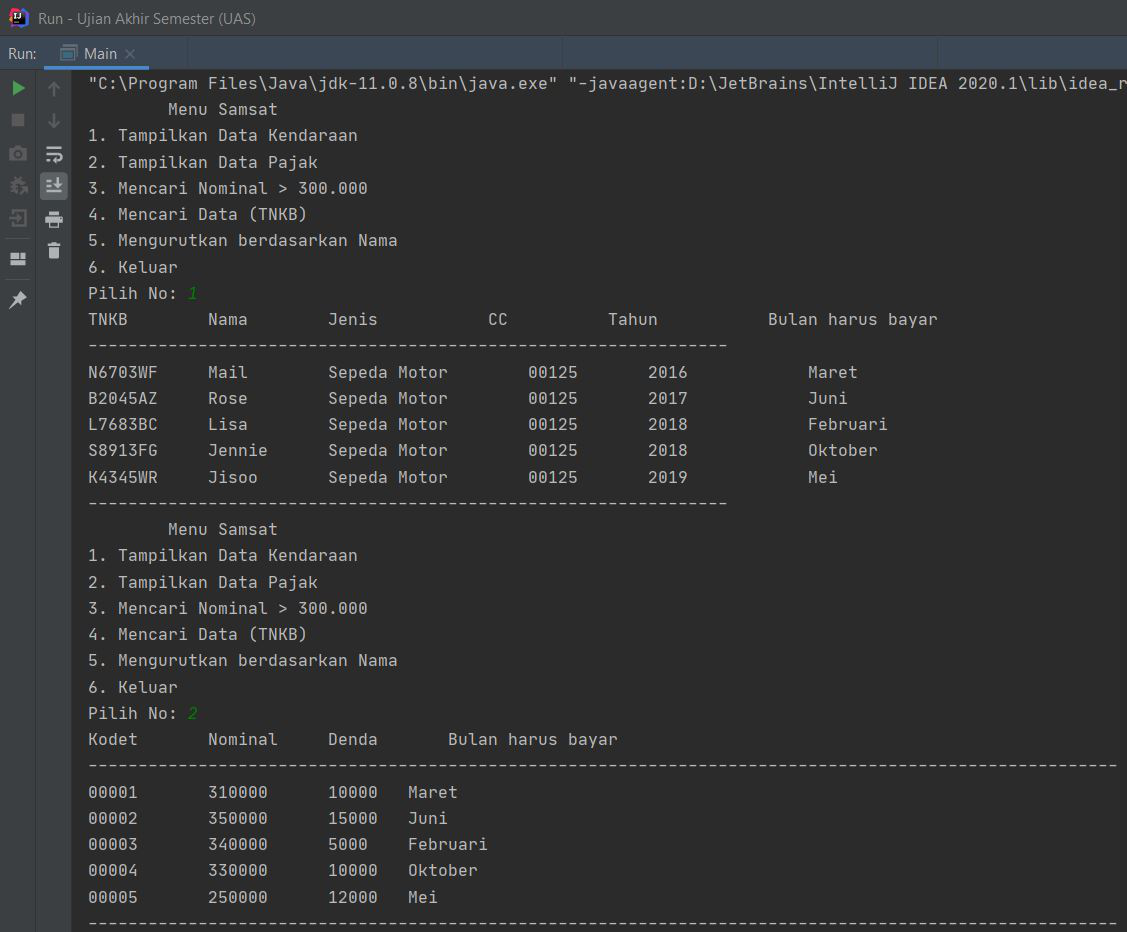 Run - Ujian Akhir Semester (UAS)
Run: Main
"C:\Program Files\Java\jdk-11.0.8\bin\java.exe" "-javaagent:D:\JetBrains\IntelliJ IDEA 2020.1\lib\idea_r
Menu Samsat
1. Tampilkan Data Kendaraan
2. Tampilkan Data Pajak
3. Mencari Nominal > 300.000
4. Mencari Data (TNKB)
5. Mengurutkan berdasarkan Nama
6. Keluar
Pilih No: 1
TNKB Nama Jenis CC Tahun Bulan harus bayar
----------------------------------------------------------------
N6703WF Mail Sepeda Motor 00125 2016 Maret
B2045AZ Rose Sepeda Motor 00125 2017 Juni
L7683BC Lisa Sepeda Motor 00125 2018 Februari
S8913FG Jennie Sepeda Motor 00125 2018 Oktober
K4345WR Jisoo Sepeda Motor 00125 2019 Mei
----------------------------------------------------------------
Menu Samsat
1. Tampilkan Data Kendaraan
2. Tampilkan Data Pajak
3. Mencari Nominal > 300.000
4. Mencari Data (TNKB)
5. Mengurutkan berdasarkan Nama
6. Keluar
Pilih No: 2
Kodet Nominal Denda Bulan harus bayar
-------------------------------------------------------------------------------------------------------
00001 310000 10000 Maret
00002 350000 15000 Juni
00003 340000 5000 Februari
00004 330000 10000 Oktober
00005 250000 12000 Mei
-------------------------------------------------------------------------------------------------------